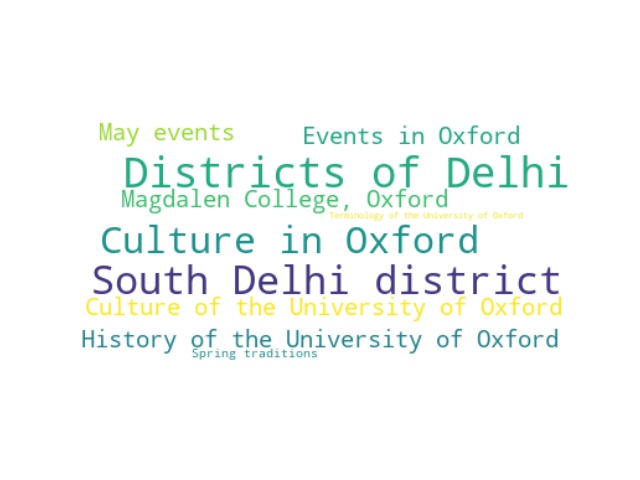 May events
Events in Oxford
Districts of Delhi
Magdalen College, Oxford
Terminology of the University of Oxford
Culture in Oxford
South Delhi district
Culture of the University of Oxford
History of the University of Oxford
Spring traditions